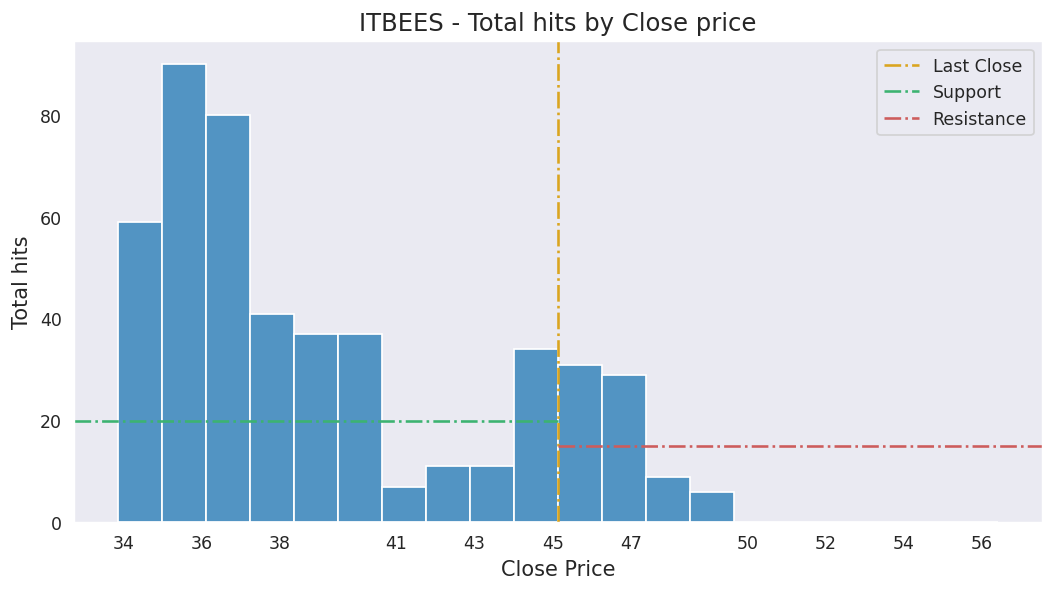 ITBEES - Total hits by Close price
Last Close
Support
Resistance
Total hits
80
60
40
20
0
34 36 38 41 43 45 47 50 52 54 56
Close Price